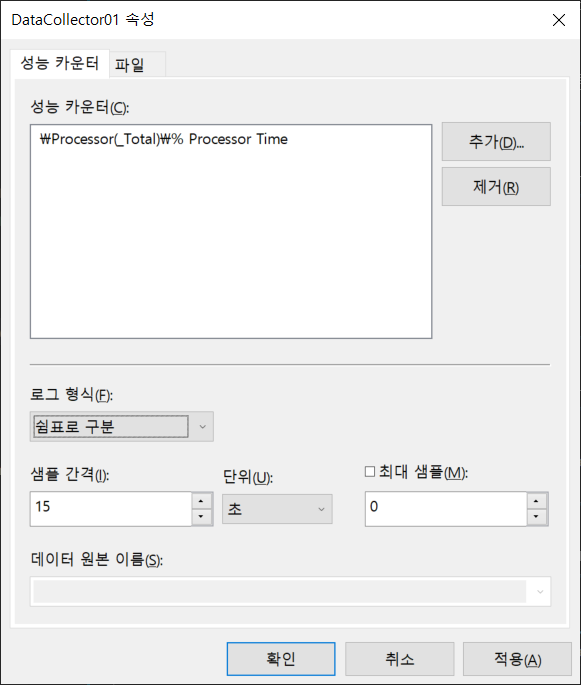 DataCollector01 속성
성능 카운터 파일
성능 카운터(C):
₩Processor(_Total)₩% Processor Time
추가(D)...
제거(R)
로그 형식(F):
쉼표로 구분
샘플 간격(I): 단위(U): 최대 샘플(M):
15 초 0
데이터 원본 이름(S):
확인 취소 적용(A)